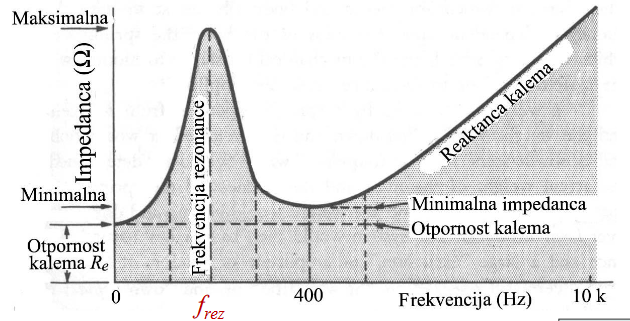 Maksimalna
Impedanca (Ω)
Minimalna
Otpornost
kalema Re
Frekvencija rezonance
Reaktanca kalema
Minimalna impedanca
Otpornost kalema
0
frez
400
Frekvencija (Hz)
10 k